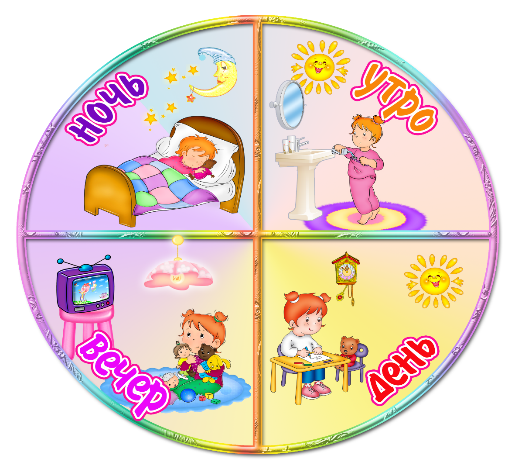 ночь
утро
вечер
день